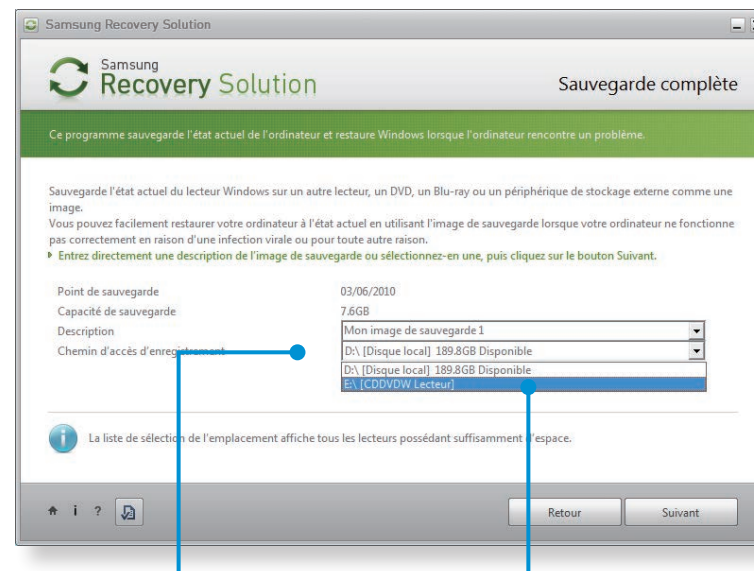 Samsung Recovery Solution
Samsung
Recovery Solution
Sauvegarde complète
Ce programme sauvegarde l'état actuel de l'ordinateur et restaure Windows lorsque l'ordinateur rencontre un problème.
Sauvegarde l'état actuel du lecteur Windows sur un autre lecteur, un DVD, un Blu-ray ou un périphérique de stockage externe comme une
image.
Vous pouvez facilement restaurer votre ordinateur à l'état actuel en utilisant l'image de sauvegarde lorsque votre ordinateur ne fonctionne
pas correctement en raison d'une infection virale ou pour toute autre raison.
Entrez directement une description de l'image de sauvegarde ou sélectionnez-en une, puis cliquez sur le bouton Suivant.
Point de sauvegarde 03/06/2010
Capacité de sauvegarde 7.6GB
Description Mon image de sauvegarde 1
Chemin d'accès d'enregistrement D:\ [Disque local] 189.8GB Disponible
D:\ [Disque local] 189.8GB Disponible
E:\ [CDDVDW Lecteur]
La liste de sélection de l'emplacement affiche tous les lecteurs possédant suffisamment d'espace.
i ? Retour Suivant